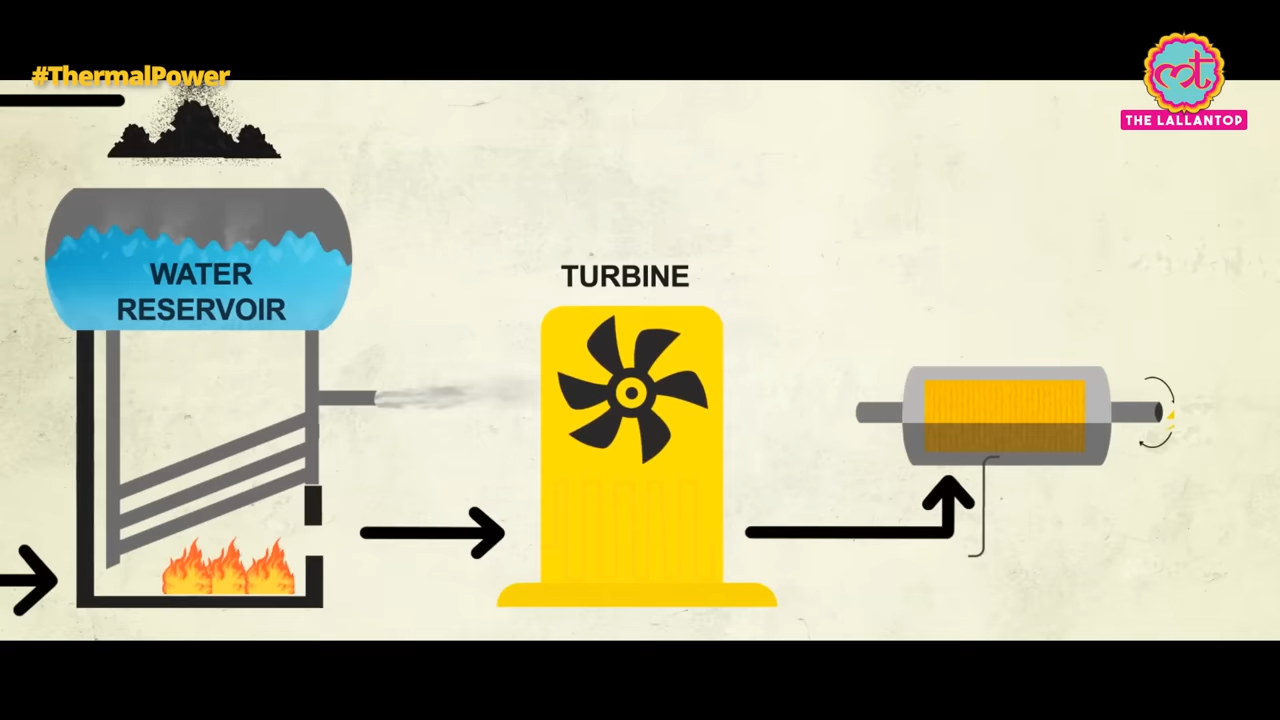 #ThermalPower
THE LALLANTOP
WATER
RESERVOIR
TURBINE